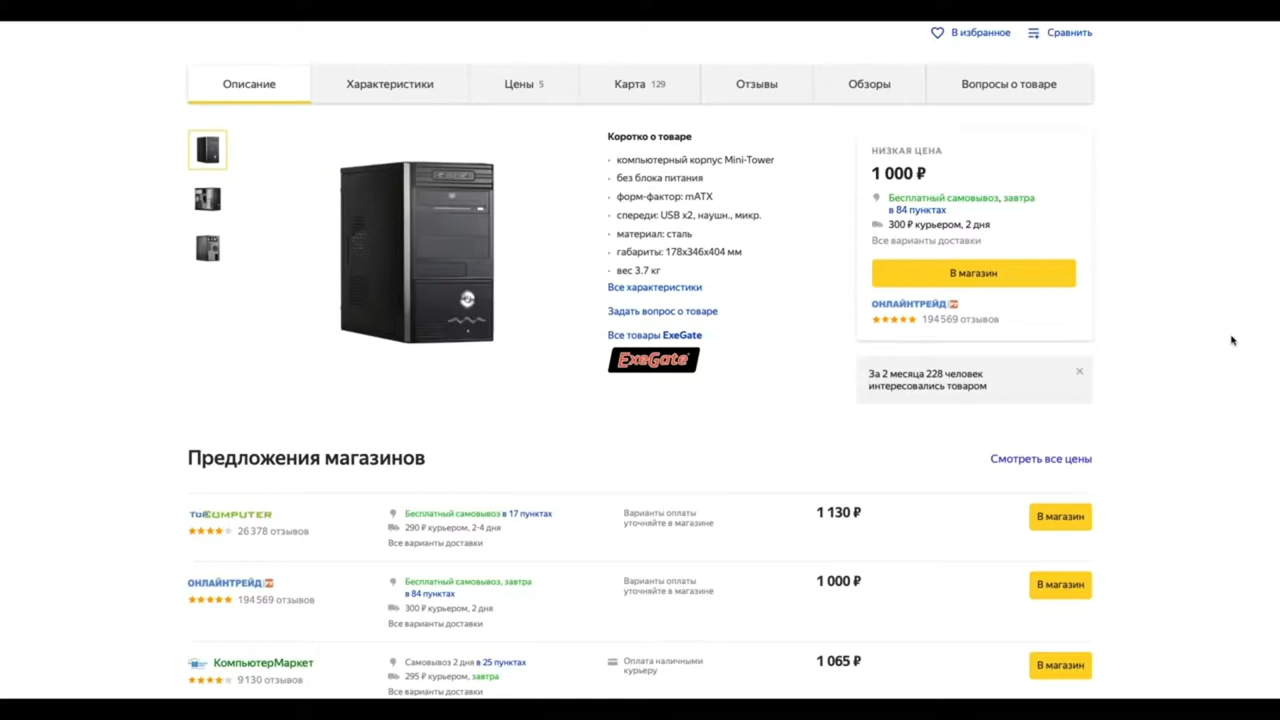 В избранное
Сравнить
Описание
Характеристики
Цены 5
Карта 129
Отзывы
Обзоры
Вопросы о товаре
Коротко о товаре
компьютерный корпус Mini-Tower
без блока питания
форм-фактор: mATX
спереди: USB x2, наушн., микр.
материал: сталь
габариты: 178x346x404 мм
вес 3.7 кг
Все характеристики
Задать вопрос о товаре
Все товары ExeGate
ExeGate
НИЗКАЯ ЦЕНА
1 000 ₽
Бесплатный самовывоз, завтра
в 84 пунктах
300 ₽ курьером, 2 дня
Все варианты доставки
В магазин
ОНЛАЙНТРЕЙД
194 569 отзывов
За 2 месяца 228 человек
интересовались товаром
Предложения магазинов
Смотреть все цены
26 378 отзывов
Бесплатный самовывоз в 17 пунктах
290 ₽ курьером, 2-4 дня
Все варианты доставки
Варианты оплаты
уточняйте в магазине
1 130 ₽
В магазин
ОНЛАЙНТРЕЙД
194 569 отзывов
Бесплатный самовывоз, завтра
в 84 пунктах
300 ₽ курьером, 2 дня
Все варианты доставки
Варианты оплаты
уточняйте в магазине
1 000 ₽
В магазин
КомпьютерМаркет
9 130 отзывов
Самовывоз 2 дня в 25 пунктах
295 ₽ курьером, завтра
Все варианты доставки
Оплата наличными
курьеру
1 065 ₽
В магазин